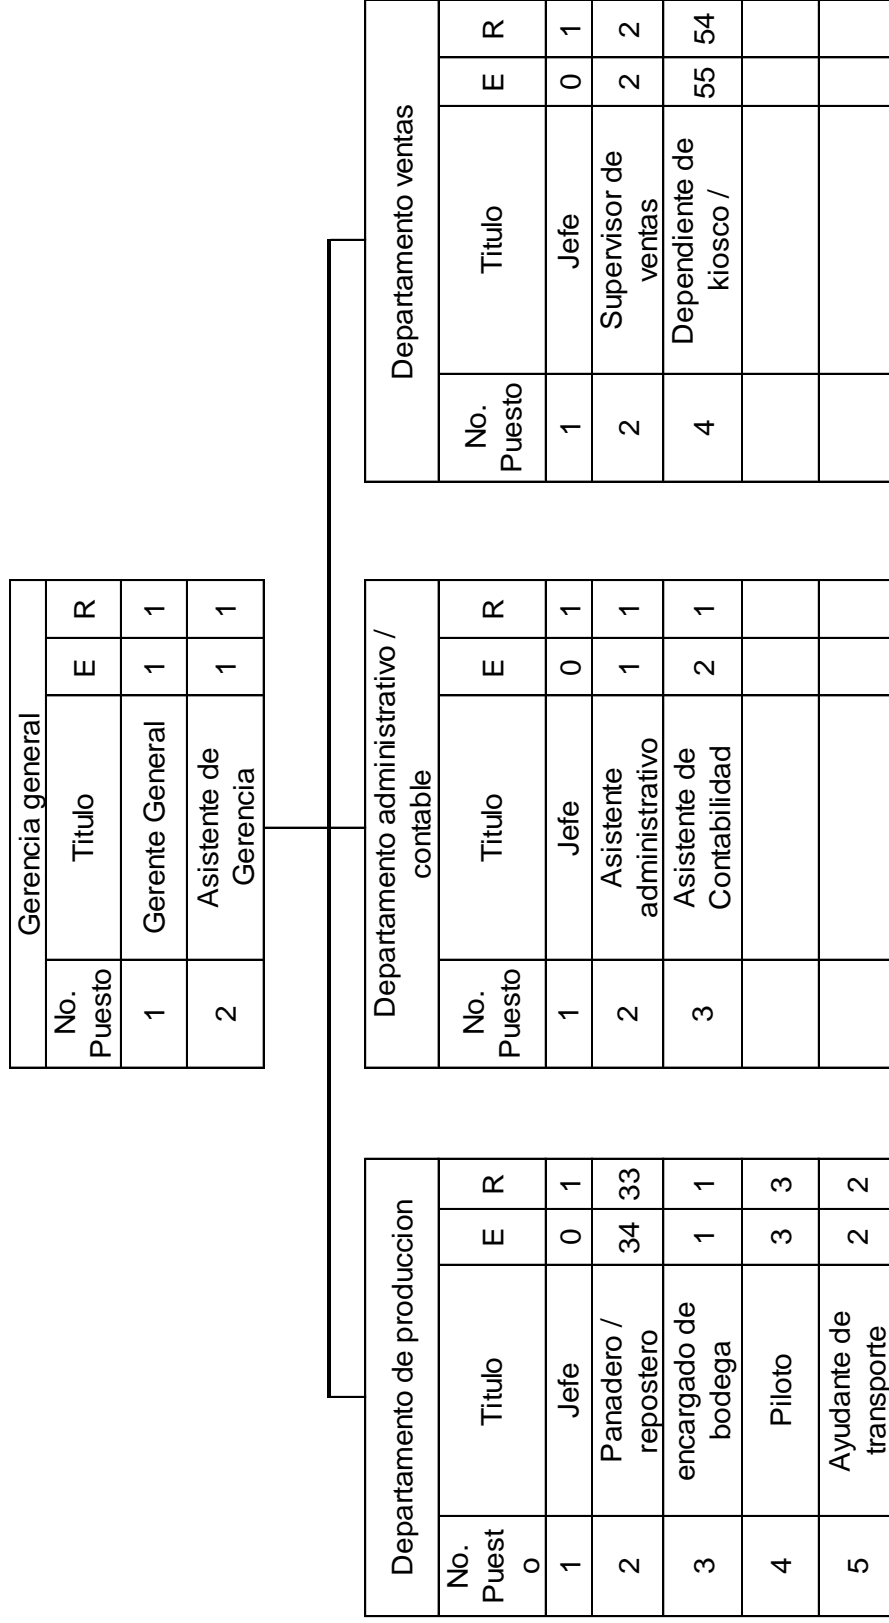 Gerencia general
No.
Puesto
Titulo
E
R
1
Gerente General
1
1
2
Asistente de
Gerencia
1
1
Departamento de produccion
No.
Puest
o
Titulo
E
R
1
Jefe
0
1
2
Panadero /
repostero
34
33
3
encargado de
bodega
1
1
4
Piloto
3
3
5
Ayudante de
transporte
2
2
Departamento administrativo /
contable
No.
Puesto
Titulo
E
R
1
Jefe
0
1
2
Asistente
administrativo
1
1
3
Asistente de
Contabilidad
2
1
Departamento ventas
No.
Puesto
Titulo
E
R
1
Jefe
0
1
2
Supervisor de
ventas
2
2
4
Dependiente de
kiosco /
55
54